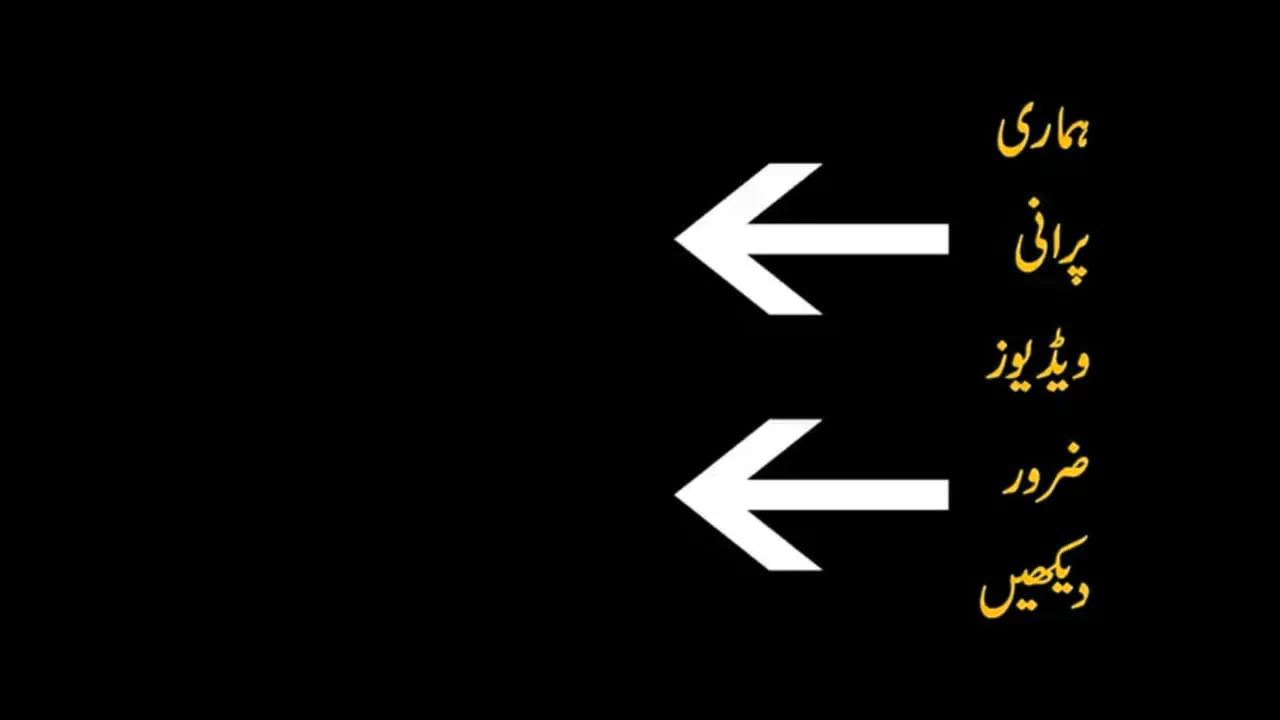 ہماری
پرانی
ویڈیوز
ضرور
دیکھیں